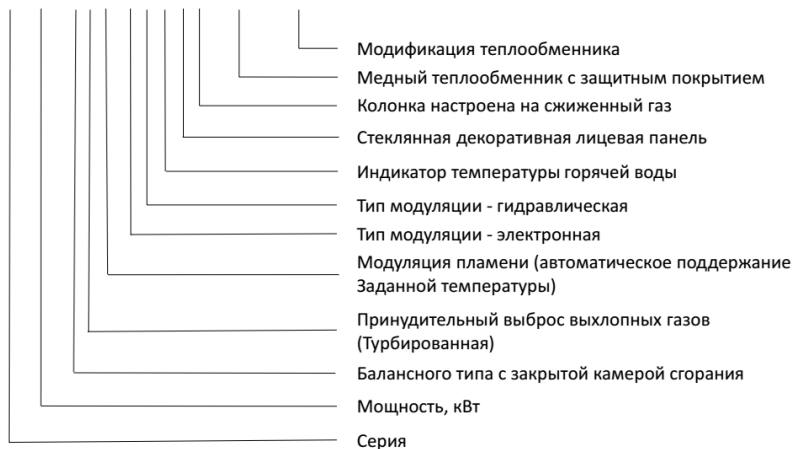 Модификация теплообменника
Медный теплообменник с защитным покрытием
Колонка настроена на сжиженный газ
Стеклянная декоративная лицевая панель
Индикатор температуры горячей воды
Тип модуляции - гидравлическая
Тип модуляции - электронная
Модуляция пламени (автоматическое поддержание
Заданной температуры)
Принудительный выброс выхлопных газов
(Турбированная)
Балансного типа с закрытой камерой сгорания
Мощность, кВт
Серия